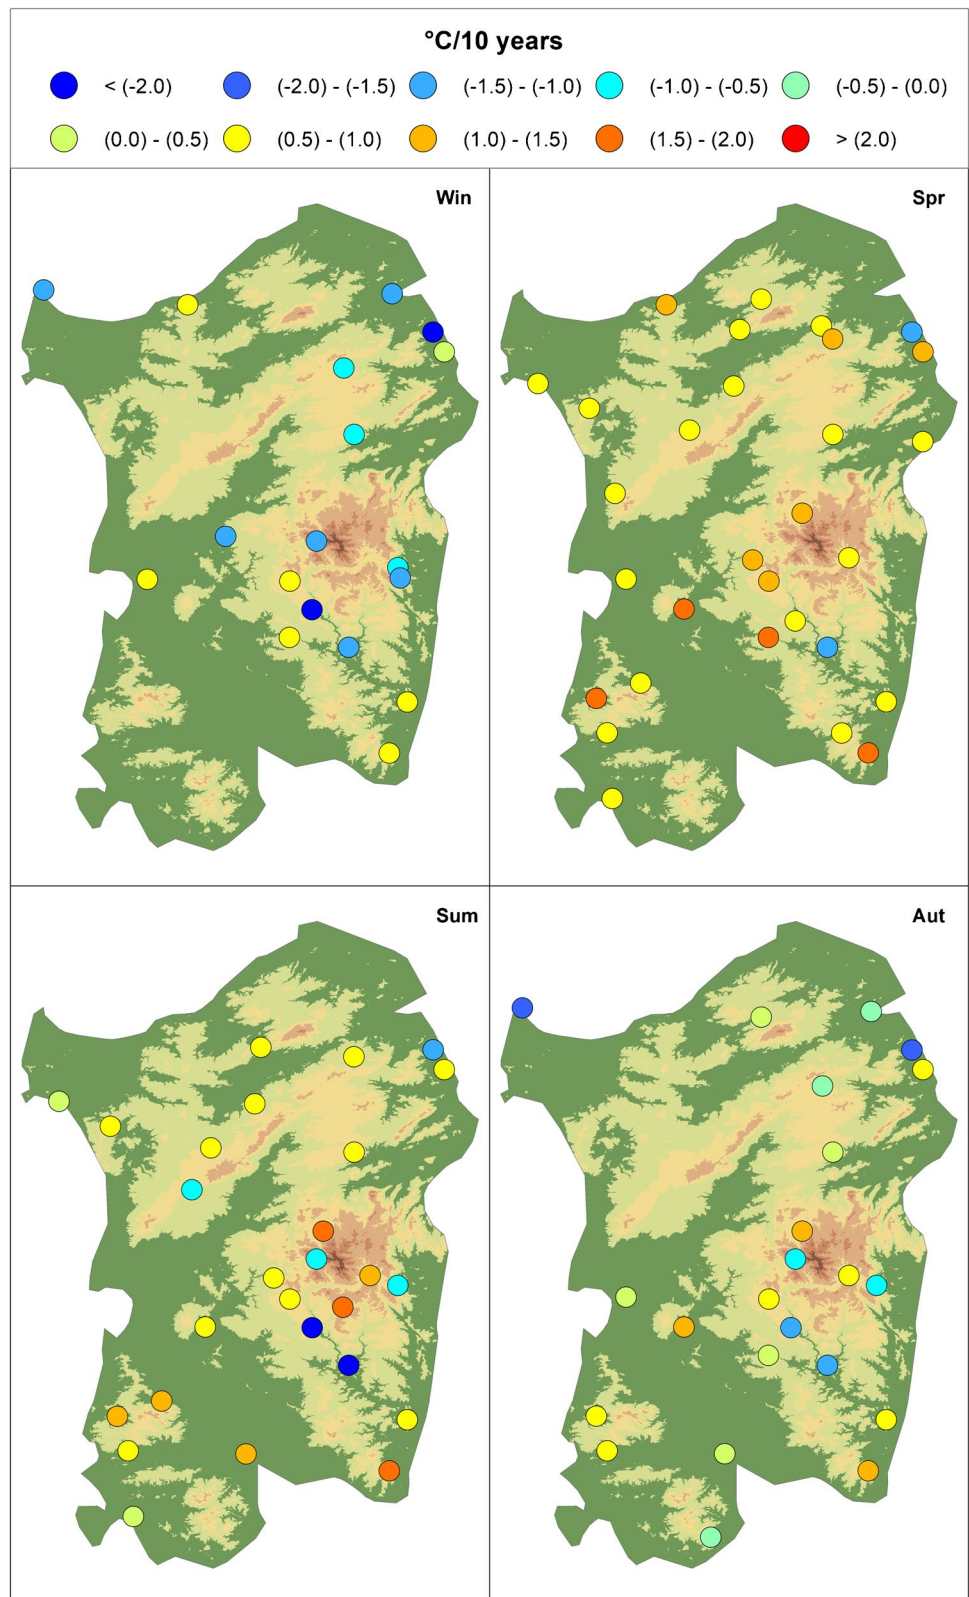 °C/10 years
< (-2.0) (-2.0) - (-1.5) (-1.5) - (-1.0) (-1.0) - (-0.5) (-0.5) - (0.0)
(0.0) - (0.5) (0.5) - (1.0) (1.0) - (1.5) (1.5) - (2.0) > (2.0)
Win Spr
Sum Aut